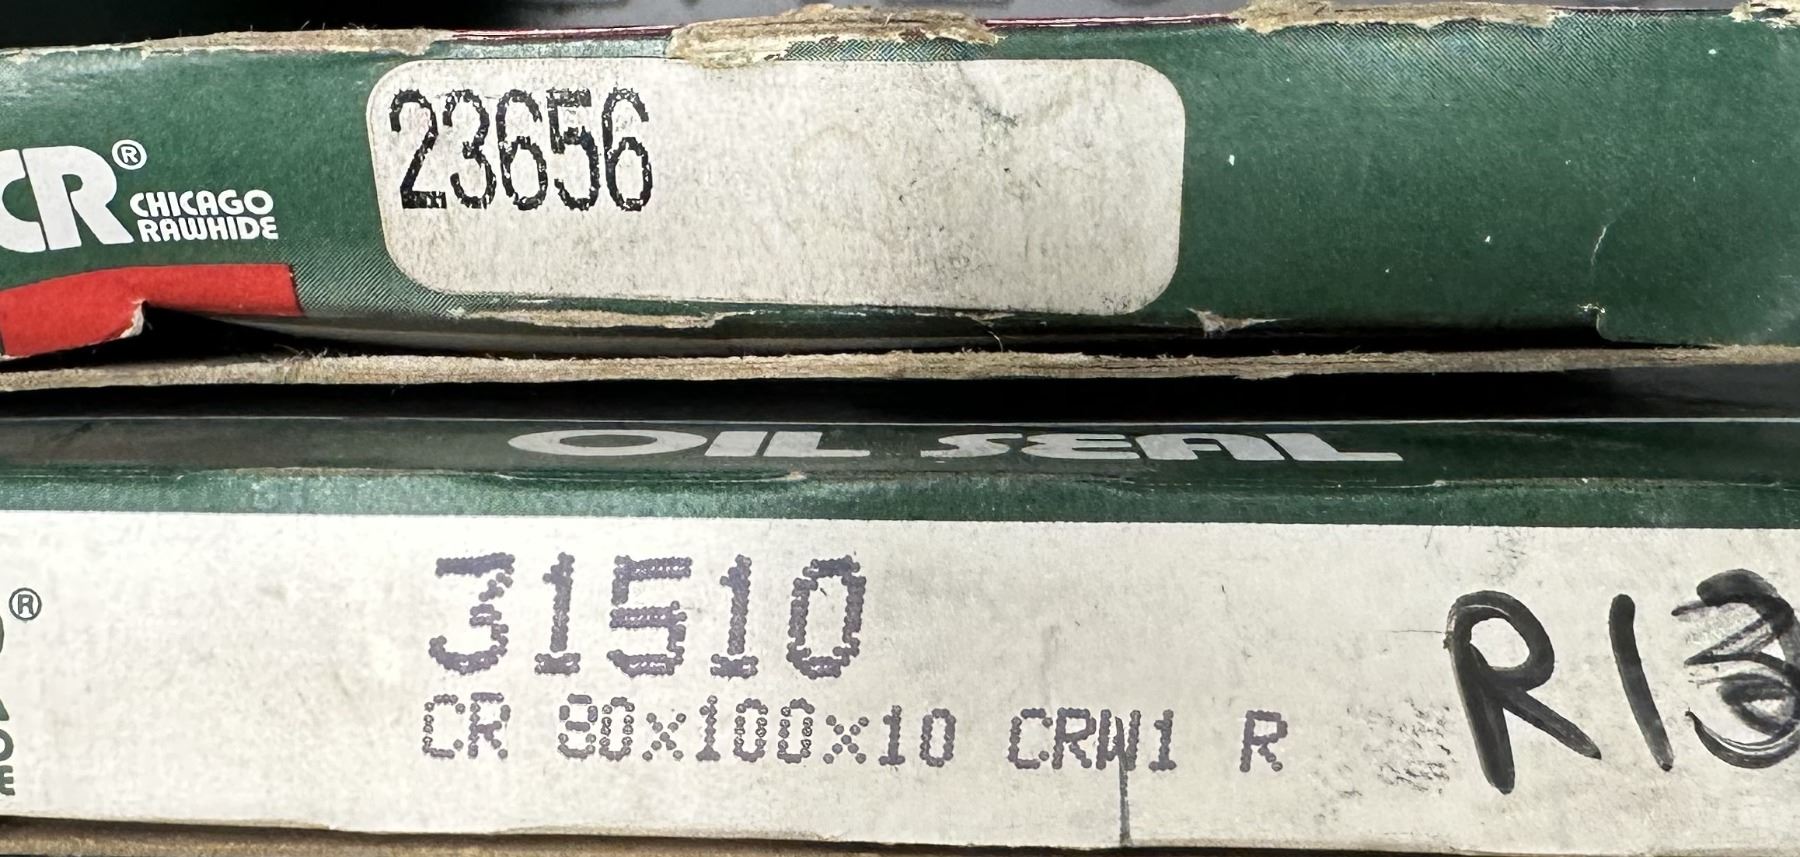 CR®
CHICAGO
RAWHIDE
23656
OIL SEAL
®
31510
CR 80x100x10 CRW1 R
R13